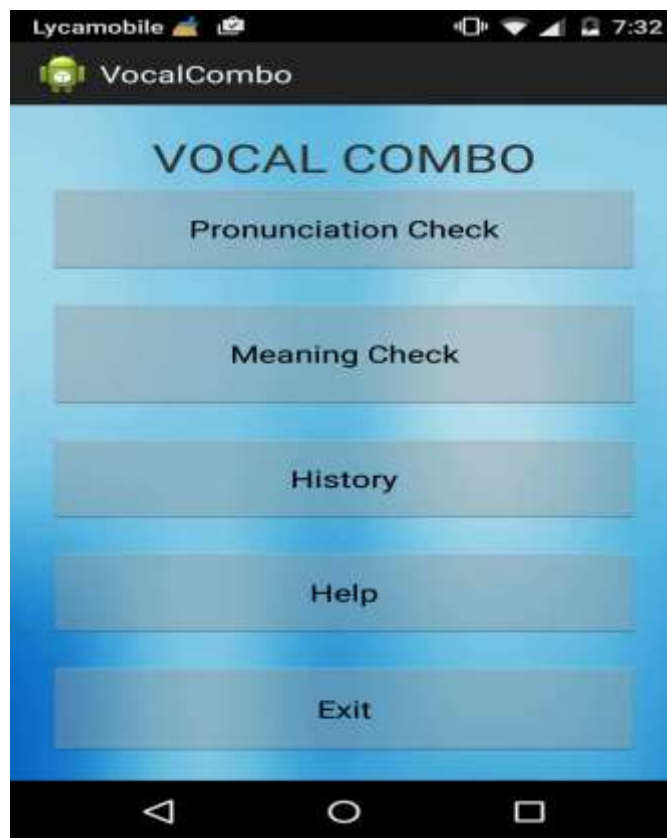 Lycamobile 7:32
VocalCombo
VOCAL COMBO
Pronunciation Check
Meaning Check
History
Help
Exit